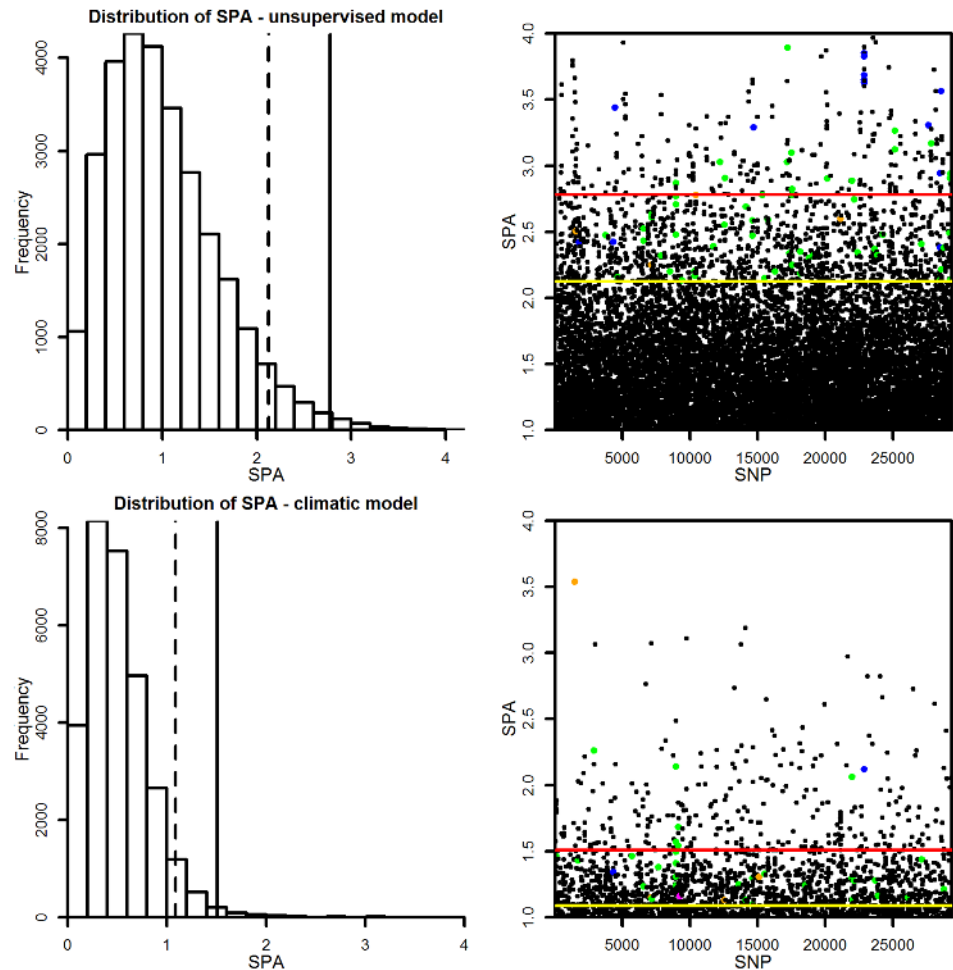 Distribution of SPA - unsupervised model
Frequency
0
1000
2000
3000
4000
0 1 2 3 4
SPA
SPA
1.0
1.5
2.0
2.5
3.0
3.5
4.0
5000 10000 15000 20000 25000
SNP
Distribution of SPA - climatic model
Frequency
0
2000
4000
6000
8000
0 1 2 3 4
SPA
SPA
1.0
1.5
2.0
2.5
3.0
3.5
4.0
5000 10000 15000 20000 25000
SNP